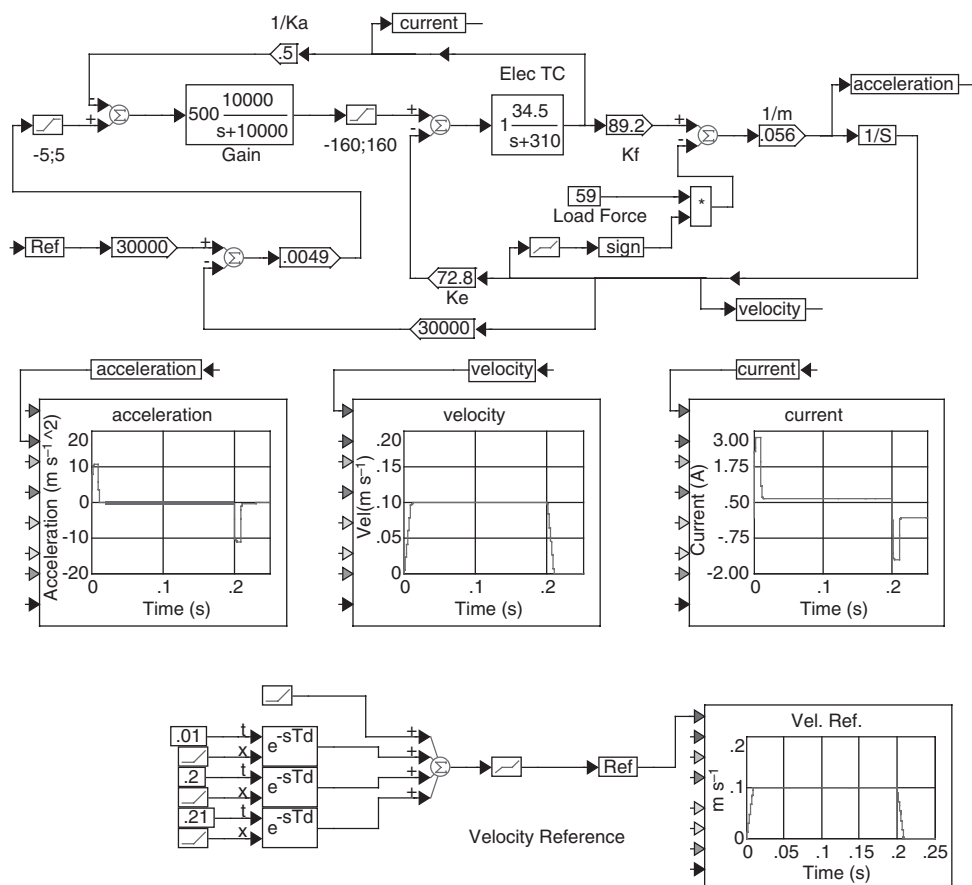 1/Ka
current
.5
Elec TC
acceleration
-
+
Σ
500 10000
s+10000
Gain
-5;5
-160;160
+
-
Σ
1 34.5
s+310
89.2
Kf
+
-
Σ
1/m
.056
1/S
59
Load Force
*
sign
Ref
30000
+
-
Σ
.0049
72.8
Ke
30000
velocity
acceleration
velocity
current
acceleration
Acceleration (m s⁻¹ ^2)
20
10
0
-10
-20
0 .1 .2
Time (s)
velocity
Vel(m s⁻¹)
.20
.15
.10
.05
0
0 .1 .2
Time (s)
current
Current (A)
3.00
1.75
.50
-.75
-2.00
0 .1 .2
Time (s)
.01
t
x
e-sTd
.2
t
x
e-sTd
.21
t
x
e-sTd
+
+
+
+
Σ
Ref
Velocity Reference
Vel. Ref.
m s⁻¹
.2
.1
0
0 .05 .1 .15 .2 .25
Time (s)